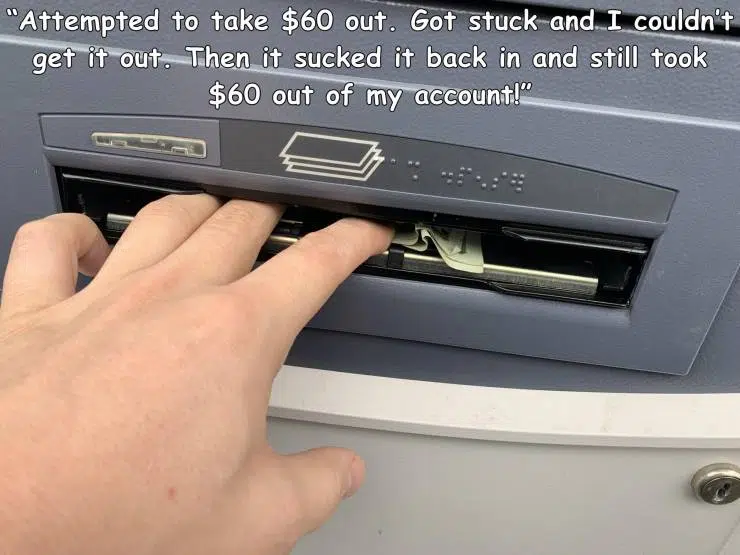 “Attempted to take $60 out. Got stuck and I couldn't
get it out. Then it sucked it back in and still took
$60 out of my account!”